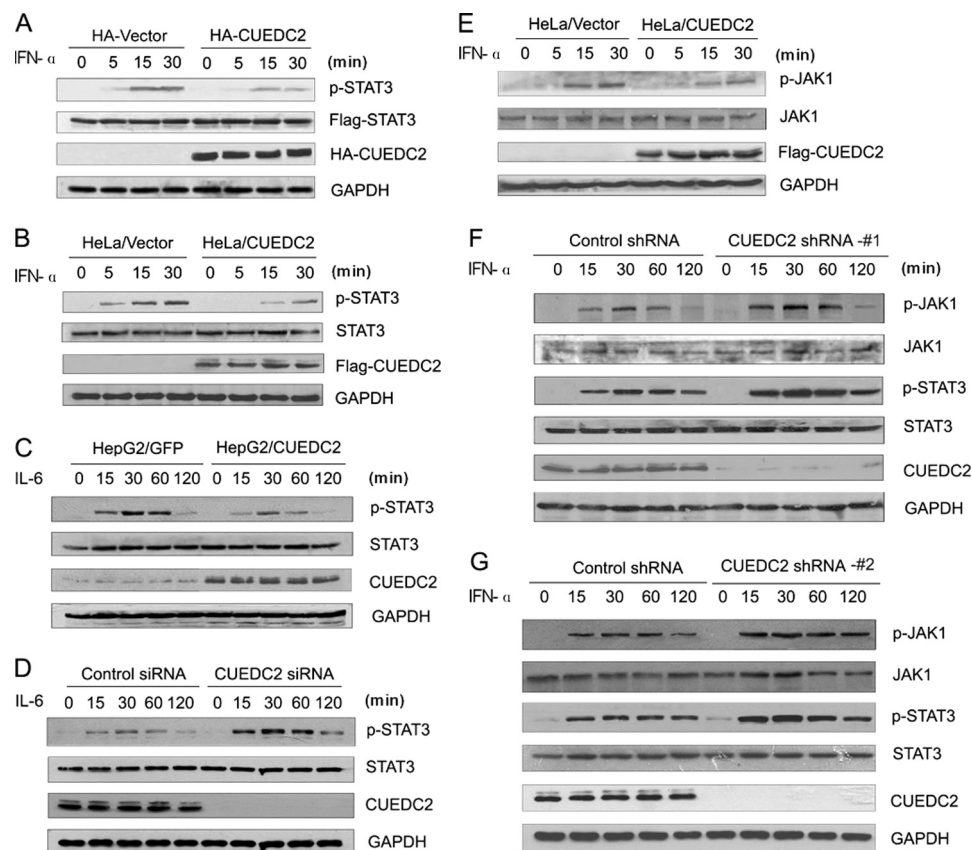 A
HA-Vector HA-CUEDC2
IFN- α 0 5 15 30 0 5 15 30 (min)
p-STAT3
Flag-STAT3
HA-CUEDC2
GAPDH
B
HeLa/Vector HeLa/CUEDC2
IFN- α 0 5 15 30 0 5 15 30 (min)
p-STAT3
STAT3
Flag-CUEDC2
GAPDH
C
HepG2/GFP HepG2/CUEDC2
IL-6 0 15 30 60 120 0 15 30 60 120 (min)
p-STAT3
STAT3
CUEDC2
GAPDH
D
Control siRNA CUEDC2 siRNA
IL-6 0 15 30 60 120 0 15 30 60 120 (min)
p-STAT3
STAT3
CUEDC2
GAPDH
E
HeLa/Vector HeLa/CUEDC2
IFN- α 0 5 15 30 0 5 15 30 (min)
p-JAK1
JAK1
Flag-CUEDC2
GAPDH
F
Control shRNA CUEDC2 shRNA -#1
IFN- α 0 15 30 60 120 0 15 30 60 120 (min)
p-JAK1
JAK1
p-STAT3
STAT3
CUEDC2
GAPDH
G
Control shRNA CUEDC2 shRNA -#2
IFN- α 0 15 30 60 120 0 15 30 60 120 (min)
p-JAK1
JAK1
p-STAT3
STAT3
CUEDC2
GAPDH